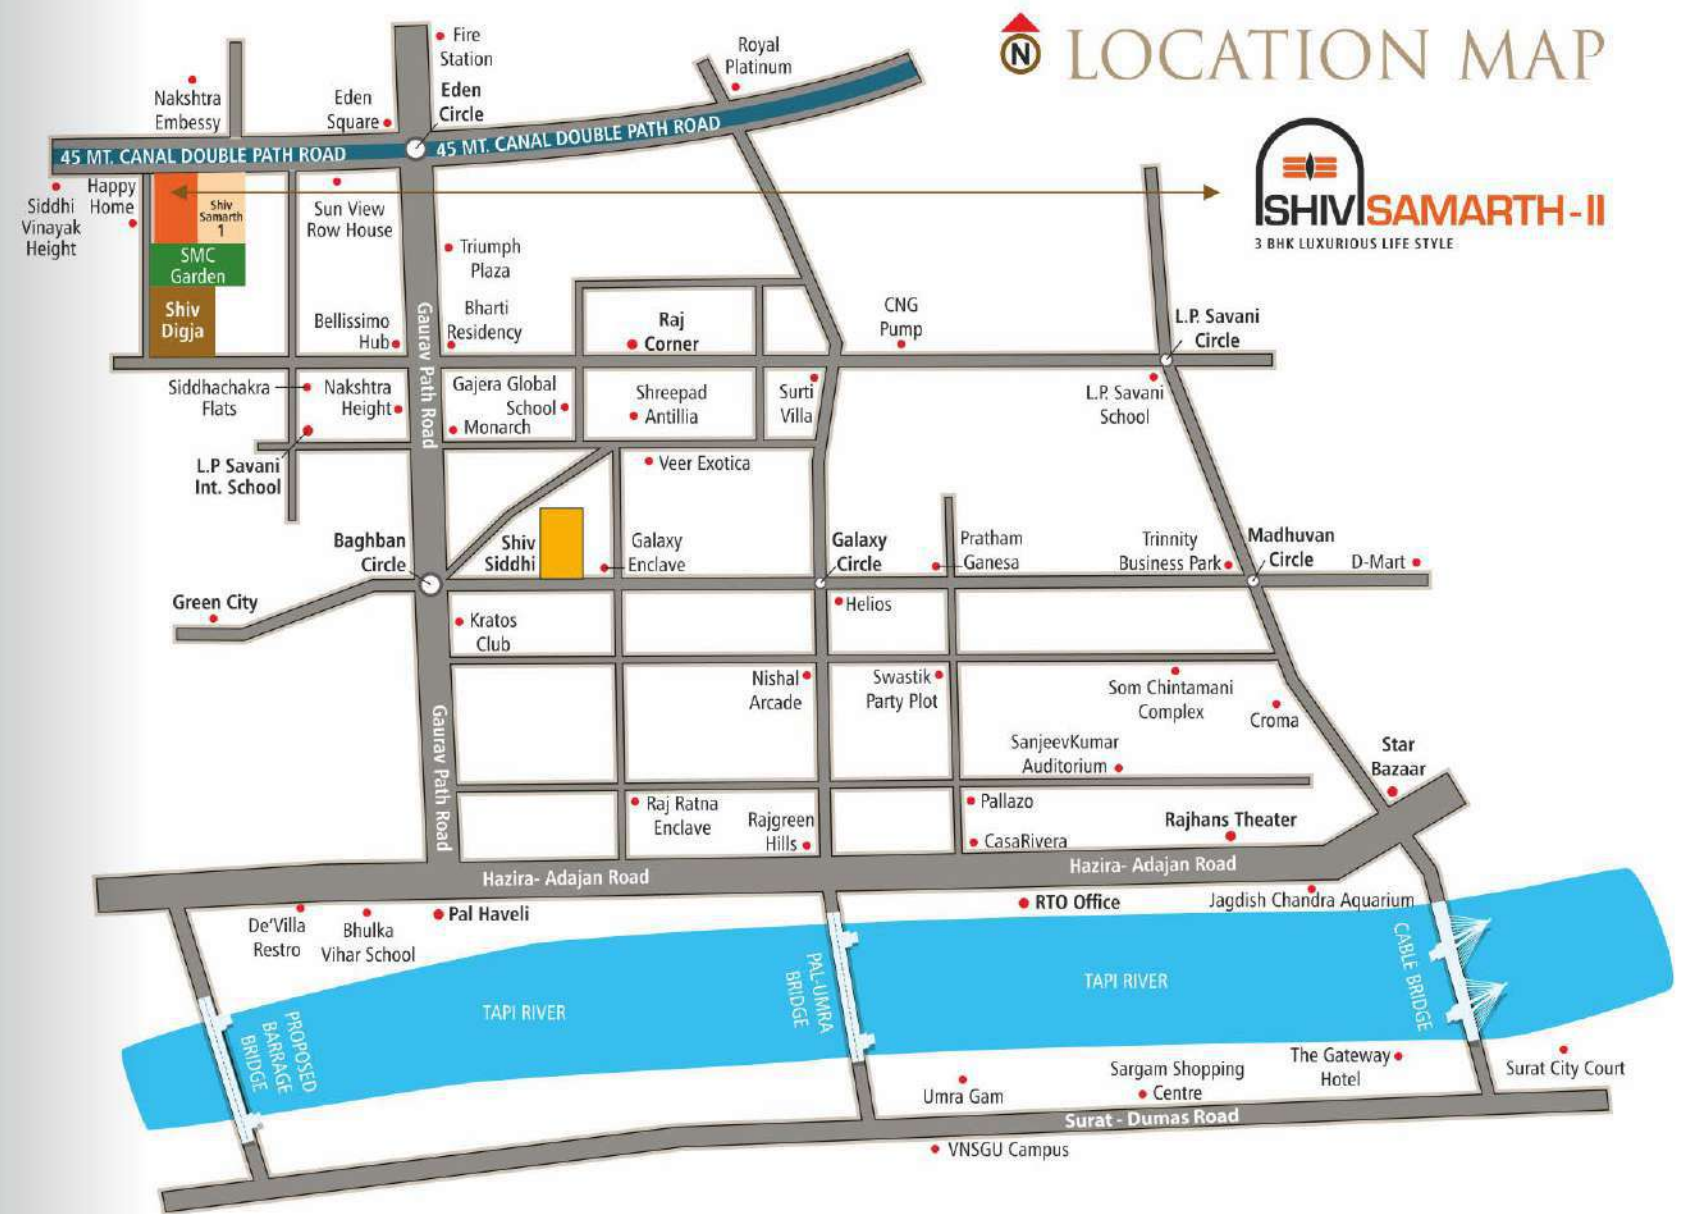 LOCATION MAP
N
Fire
Station
Royal
Platinum
Nakshtra
Embessy
Eden
Square
Eden
Circle
45 MT. CANAL DOUBLE PATH ROAD
45 MT. CANAL DOUBLE PATH ROAD
SHIV SAMARTH - II
3 BHK LUXURIOUS LIFE STYLE
Siddhi
Vinayak
Height
Happy
Home
Shiv
Samarth
1
SMC
Garden
Shiv
Digja
Sun View
Row House
Triumph
Plaza
Bellissimo
Hub
Gaurav Path Road
Bharti
Residency
Raj
Corner
CNG
Pump
L.P. Savani
Circle
Siddhachakra
Flats
Nakshtra
Height
Gajera Global
School
Monarch
Shreepad
Antillia
Surti
Villa
L.P. Savani
School
L.P Savani
Int. School
Veer Exotica
Baghban
Circle
Shiv
Siddhi
Galaxy
Enclave
Galaxy
Circle
Pratham
Ganesa
Trinnity
Business Park
Madhuvan
Circle
D-Mart
Green City
Kratos
Club
Helios
Nishal
Arcade
Swastik
Party Plot
Som Chintamani
Complex
Croma
Gaurav Path Road
SanjeevKumar
Auditorium
Star
Bazaar
Raj Ratna
Enclave
Rajgreen
Hills
Pallazo
CasaRivera
Rajhans Theater
Hazira- Adajan Road
Hazira- Adajan Road
De'Villa
Restro
Bhulka
Vihar School
Pal Haveli
RTO Office
Jagdish Chandra Aquarium
TAPI RIVER
PAL-UMRA
BRIDGE
TAPI RIVER
CABLE BRIDGE
PROPOSED
BARRAGE
BRIDGE
Umra Gam
Sargam Shopping
Centre
The Gateway
Hotel
Surat City Court
Surat - Dumas Road
VNSGU Campus